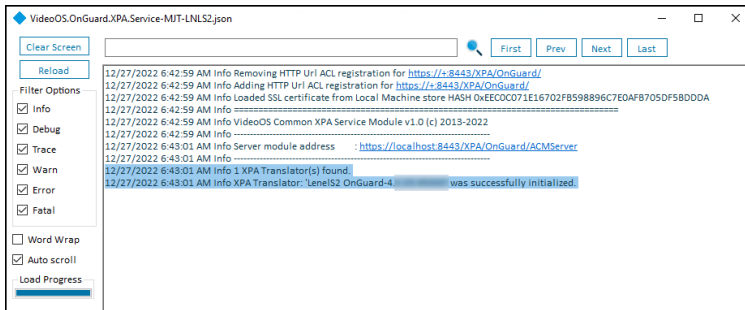 VideoOS.OnGuard.XPA.Service-MJT-LNLS2.json
Clear Screen
First Prev Next Last
Reload
Filter Options
Info
Debug
Trace
Warn
Error
Fatal
Word Wrap
Auto scroll
Load Progress
12/27/2022 6:42:59 AM Info Removing HTTP Url ACL registration for https://+:8443/XPA/OnGuard/
12/27/2022 6:42:59 AM Info Adding HTTP Url ACL registration for https://+:8443/XPA/OnGuard/
12/27/2022 6:42:59 AM Info Loaded SSL certificate from Local Machine store HASH 0xEEC0C071E16702FB598896C7E0AFB705DF5BDDDA
12/27/2022 6:42:59 AM Info ==============================================================================
12/27/2022 6:42:59 AM Info VideoOS Common XPA Service Module v1.0 (c) 2013-2022
12/27/2022 6:42:59 AM Info --------------------------------------------------------------------------------
12/27/2022 6:43:01 AM Info Server module address : https://localhost:8443/XPA/OnGuard/ACMServer
12/27/2022 6:43:01 AM Info --------------------------------------------------------------------------------
12/27/2022 6:43:01 AM Info 1 XPA Translator(s) found.
12/27/2022 6:43:01 AM Info XPA Translator: 'LenelS2 OnGuard-4. was successfully initialized.